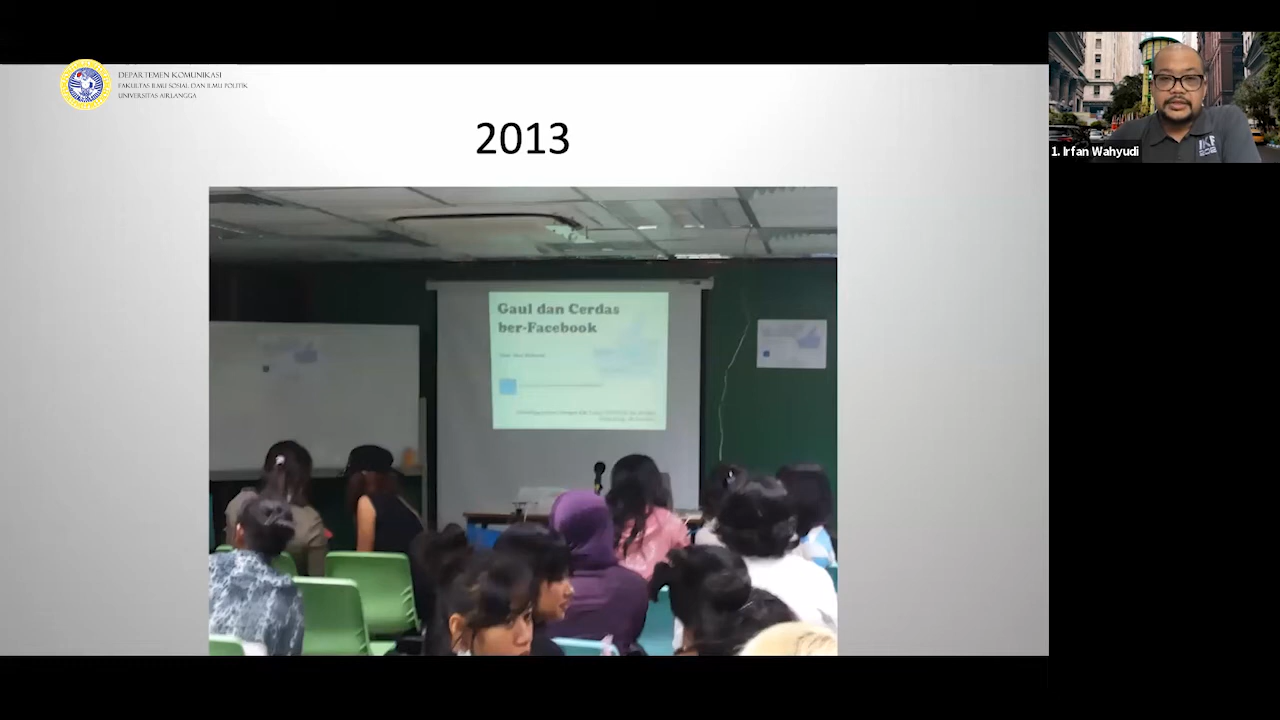 DEPARTEMEN KOMUNIKASI
FAKULTAS ILMU SOSIAL DAN ILMU POLITIK
UNIVERSITAS AIRLANGGA
2013
Gaul dan Cerdas
ber-Facebook
1. Irfan Wahyudi